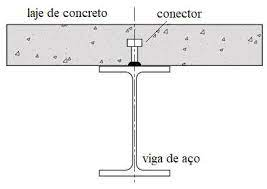 laje de concreto
conector
viga de aço